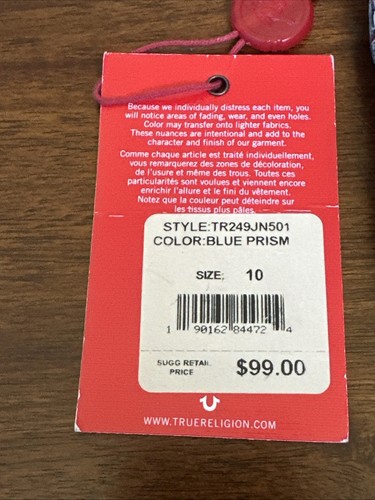 Because we individually distress each item, you
will notice areas of fading, wear, and even holes.
Color may transfer onto lighter fabrics.
These nuances are intentional and add to the
character and finish of our garment.
Comme chaque article est traité individuellement,
vous remarquerez des zones de décoloration,
de l'usure et même des trous. Toutes ces
particularités sont voulues et viennent encore
enrichir l'allure et le fini du vêtement.
Notez que la couleur peut déteindre sur
les tissus plus pâles.
STYLE:TR249JN501
COLOR:BLUE PRISM
SIZE: 10
1 90162 84472 4
SUGG RETAIL
PRICE $99.00
WWW.TRUERELIGION.COM